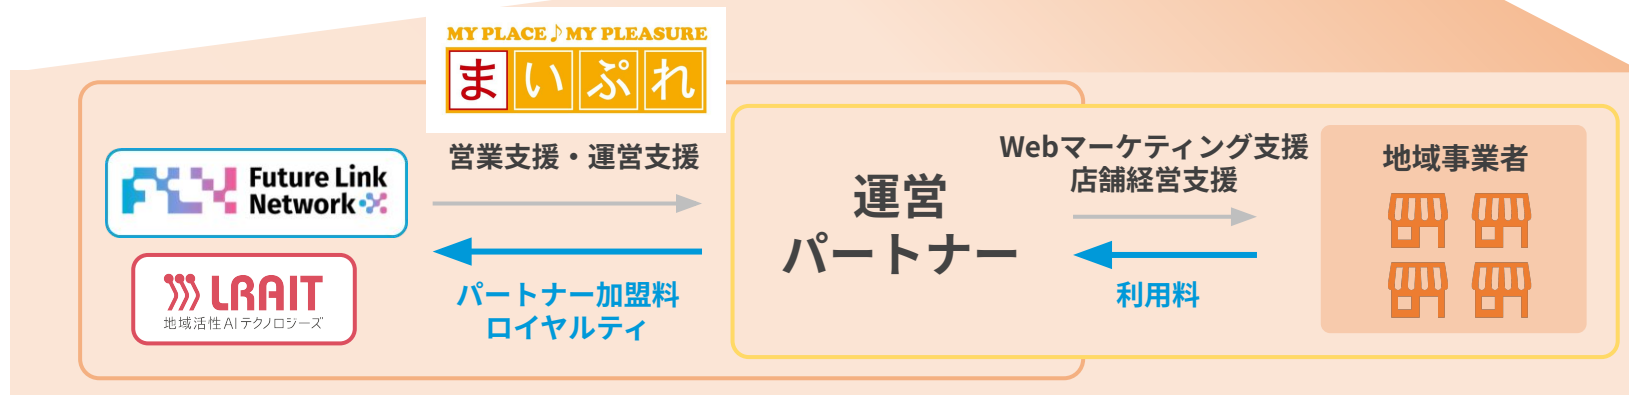 MY PLACE♪MY PLEASURE
まいぷれ
Future Link
Network
LRAIT
地域活性AIテクノロジーズ
営業支援・運営支援
パートナー加盟料
ロイヤルティ
運営
パートナー
Webマーケティング支援
店舗経営支援
利用料
地域事業者